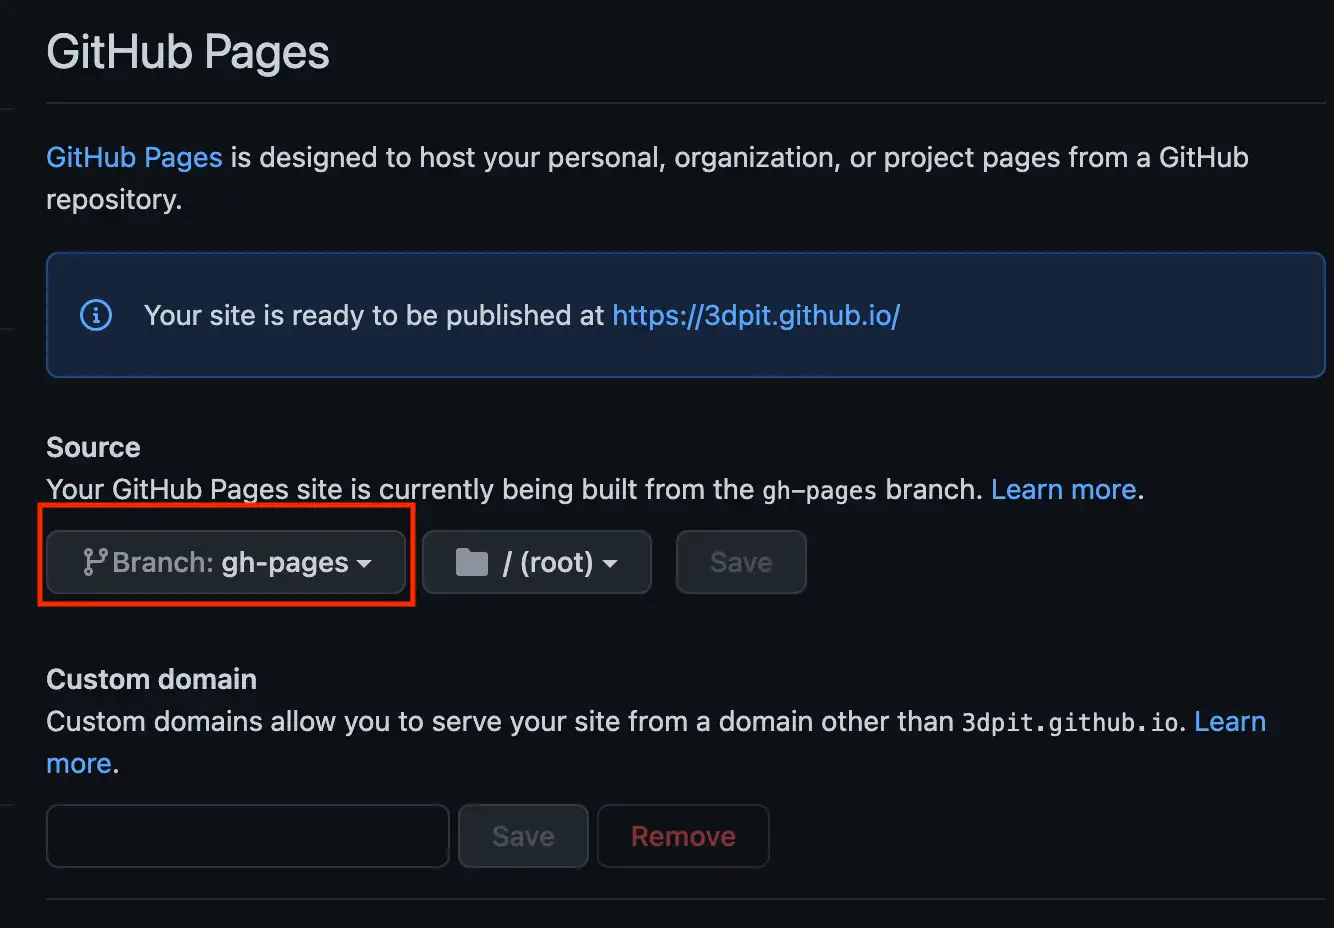 GitHub Pages
GitHub Pages is designed to host your personal, organization, or project pages from a GitHub
repository.
Your site is ready to be published at https://3dpit.github.io/
Source
Your GitHub Pages site is currently being built from the gh-pages branch. Learn more.
Branch: gh-pages
/ (root)
Save
Custom domain
Custom domains allow you to serve your site from a domain other than 3dpit.github.io. Learn
more.
Save
Remove